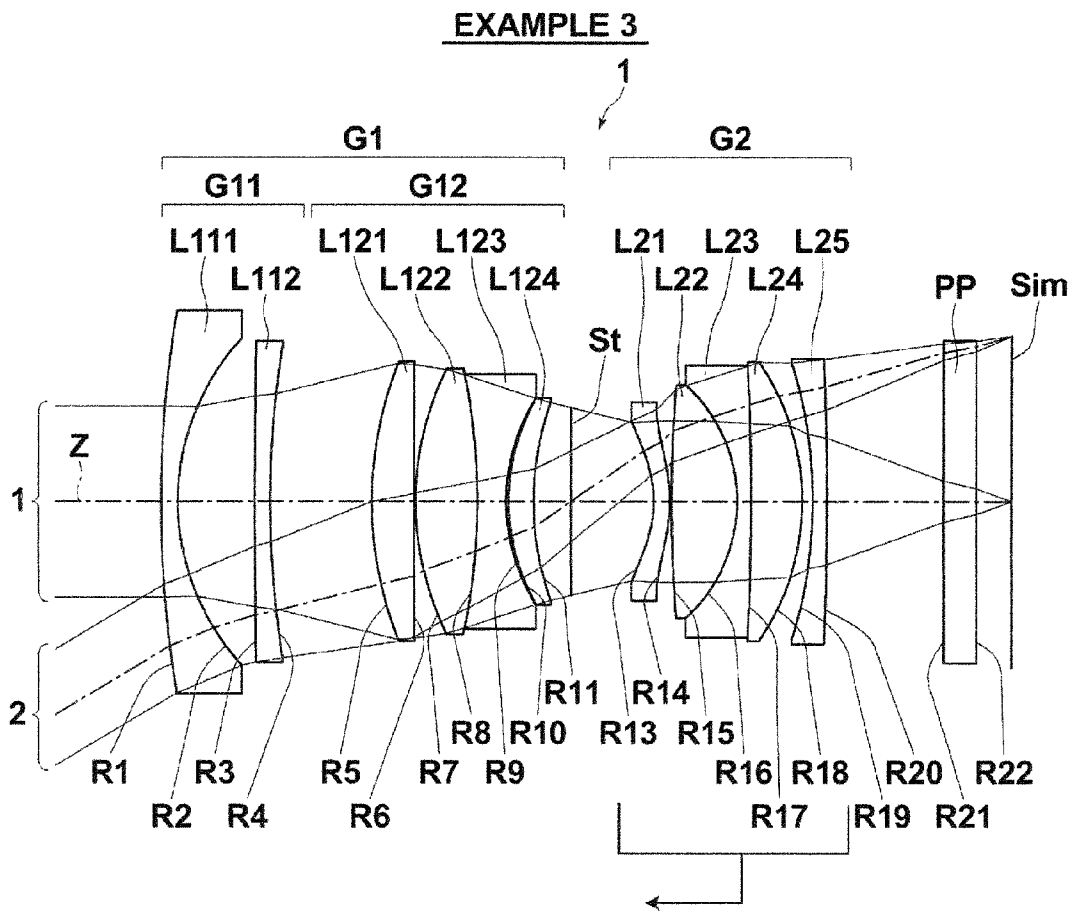 EXAMPLE 3
1
G1 G2
G11 G12
L111 L121 L123 L21 L23 L25
L112 L122 L124 L22 L24 PP Sim
St
Z
1
2
R11 R14
R8 R10 R13 R15
R1 R3 R5 R7 R9 R16 R18 R20 R22
R2 R4 R6 R17 R19 R21